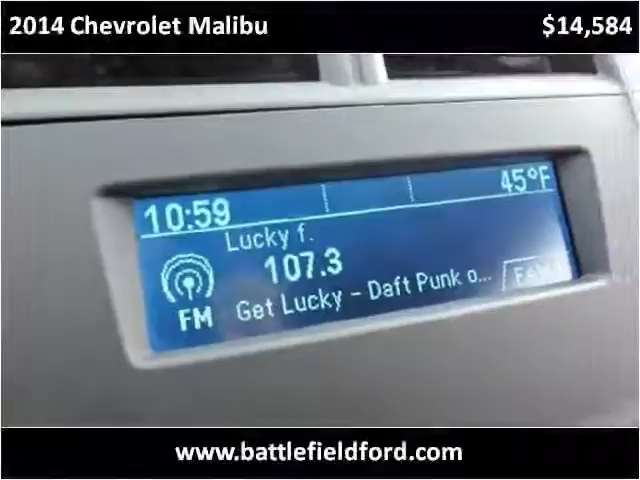 2014 Chevrolet Malibu $14,584
10:59 45°F
Lucky f.
107.3
FM Get Lucky - Daft Punk o...
www.battlefieldford.com